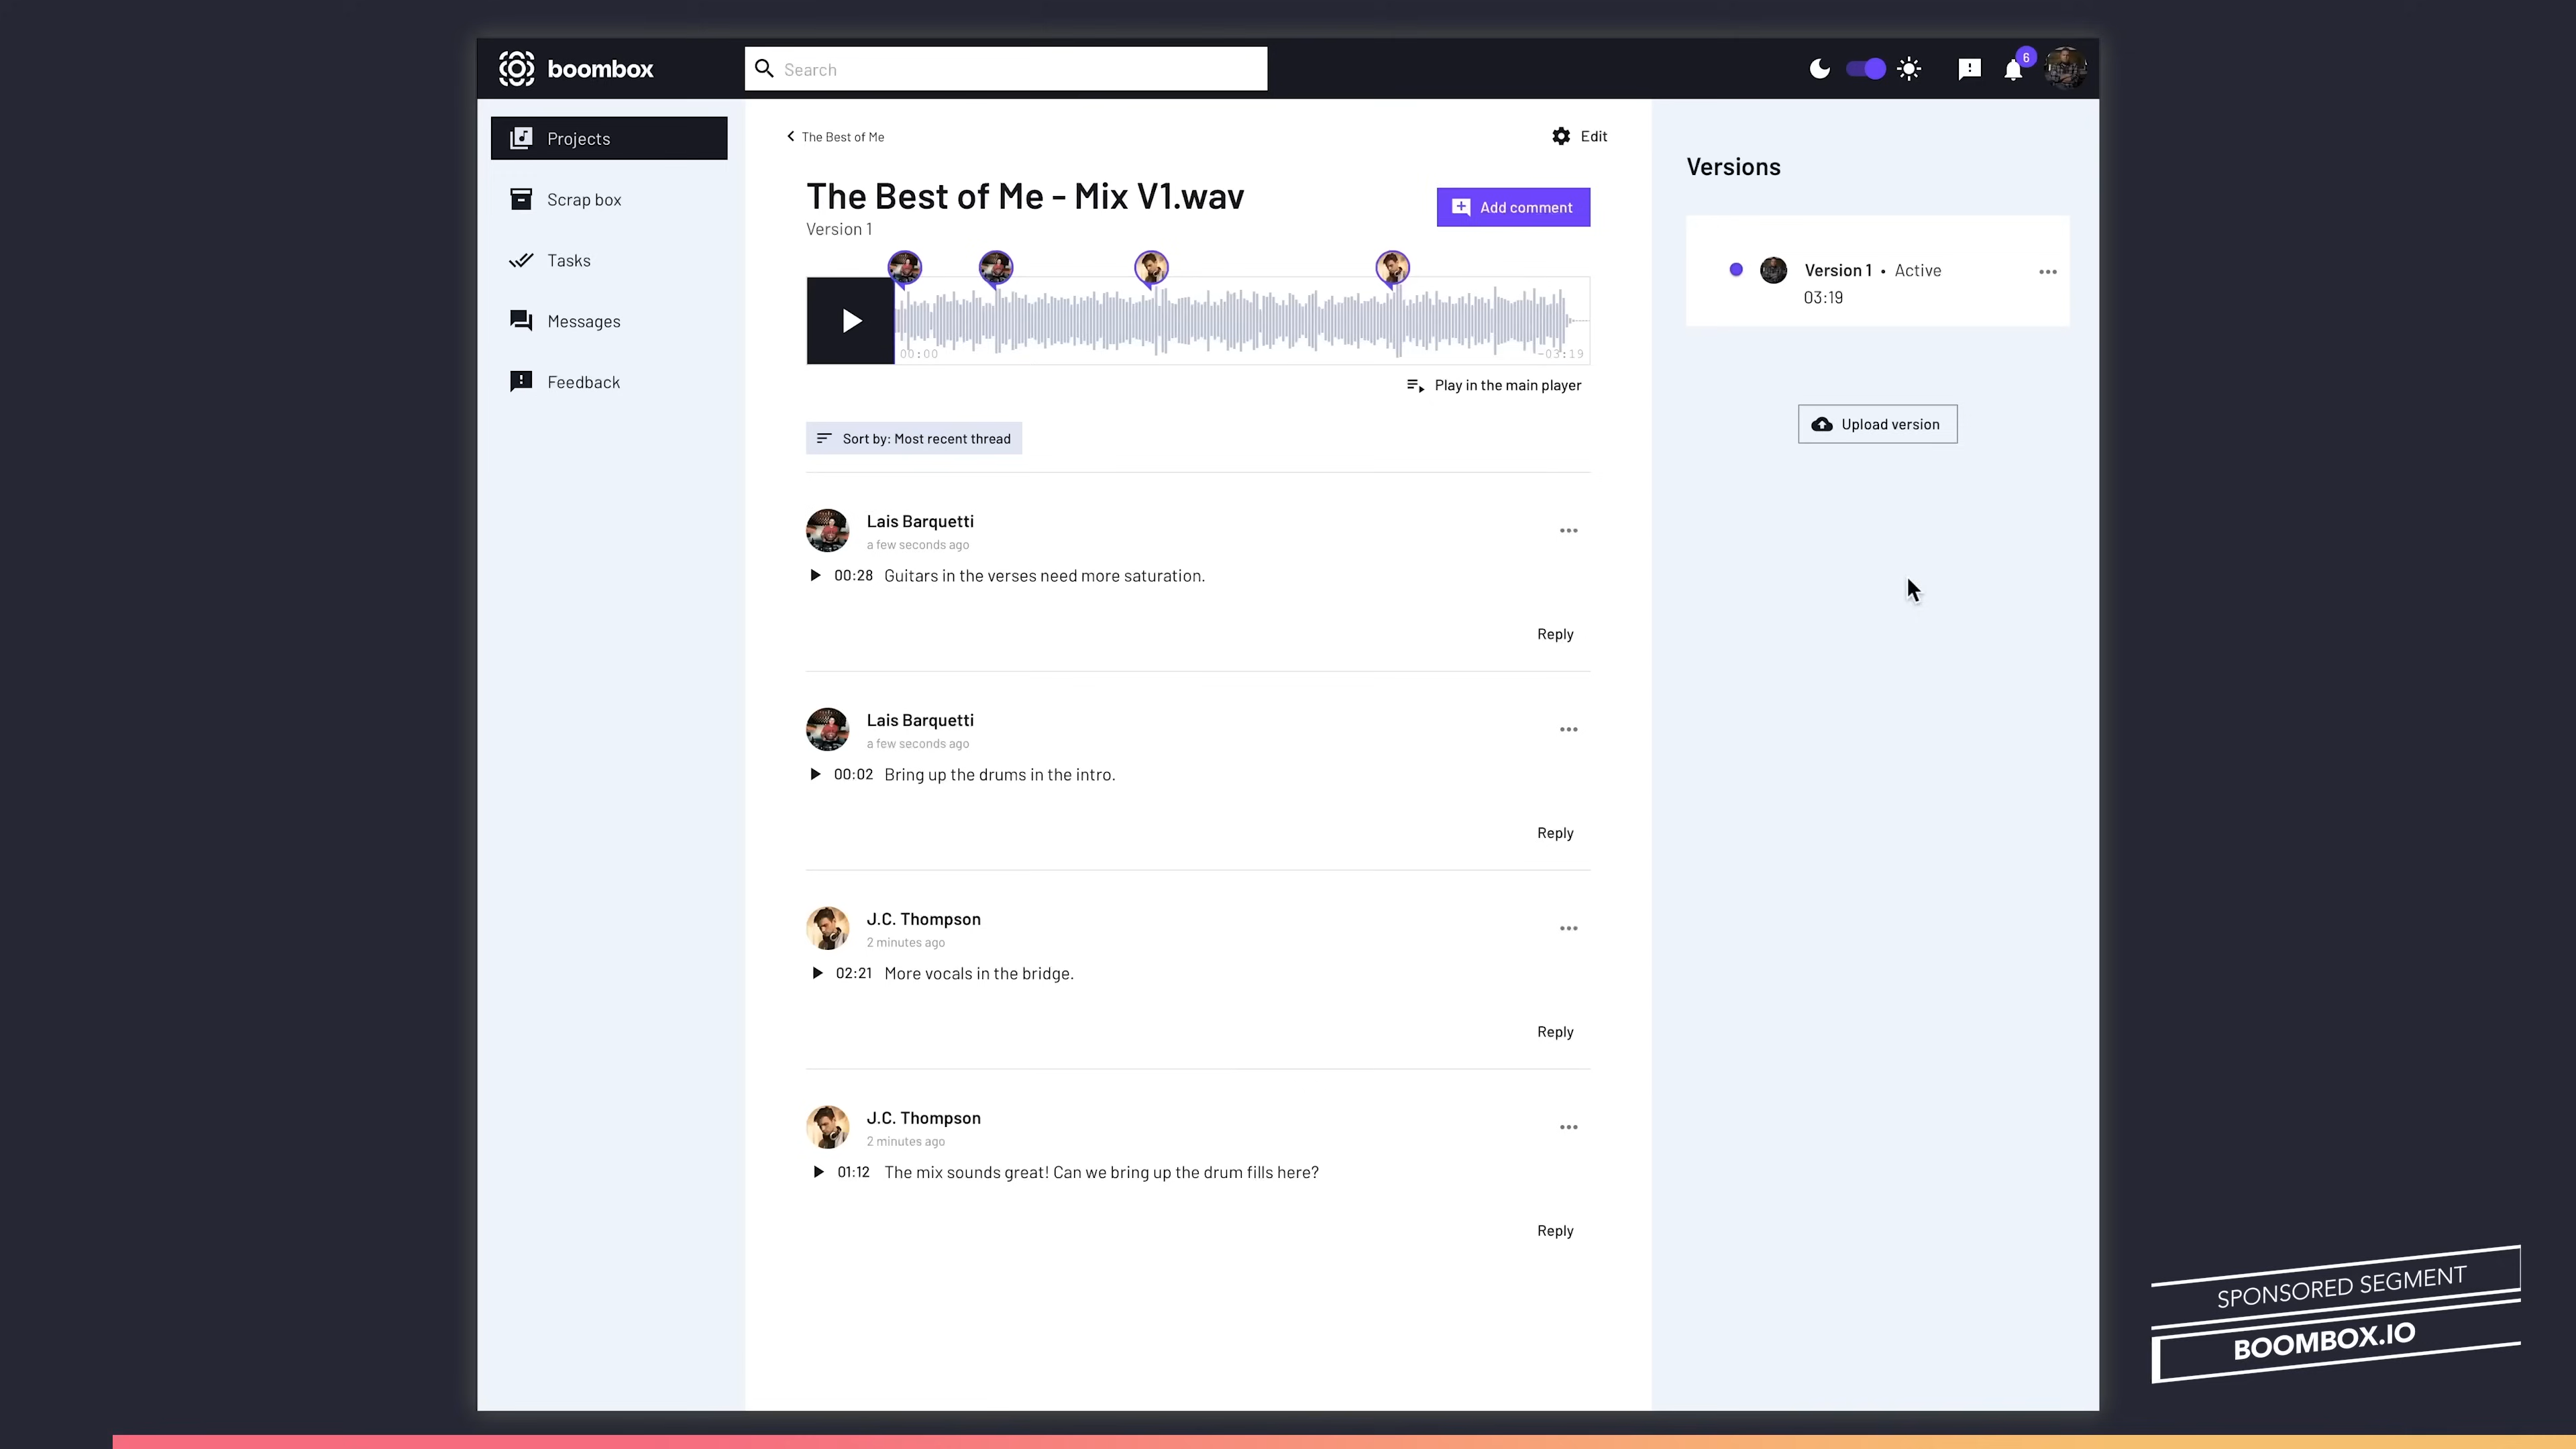 boombox
Search
6
Projects
Scrap box
Tasks
Messages
Feedback
The Best of Me
Edit
The Best of Me - Mix V1.wav
Version 1
Add comment
00:00
-03:19
Play in the main player
Sort by: Most recent thread
Lais Barquetti
a few seconds ago
00:28 Guitars in the verses need more saturation.
Reply
Lais Barquetti
a few seconds ago
00:02 Bring up the drums in the intro.
Reply
J.C. Thompson
2 minutes ago
02:21 More vocals in the bridge.
Reply
J.C. Thompson
2 minutes ago
01:12 The mix sounds great! Can we bring up the drum fills here?
Reply
Versions
Version 1 • Active
03:19
Upload version
SPONSORED SEGMENT
BOOMBOX.IO